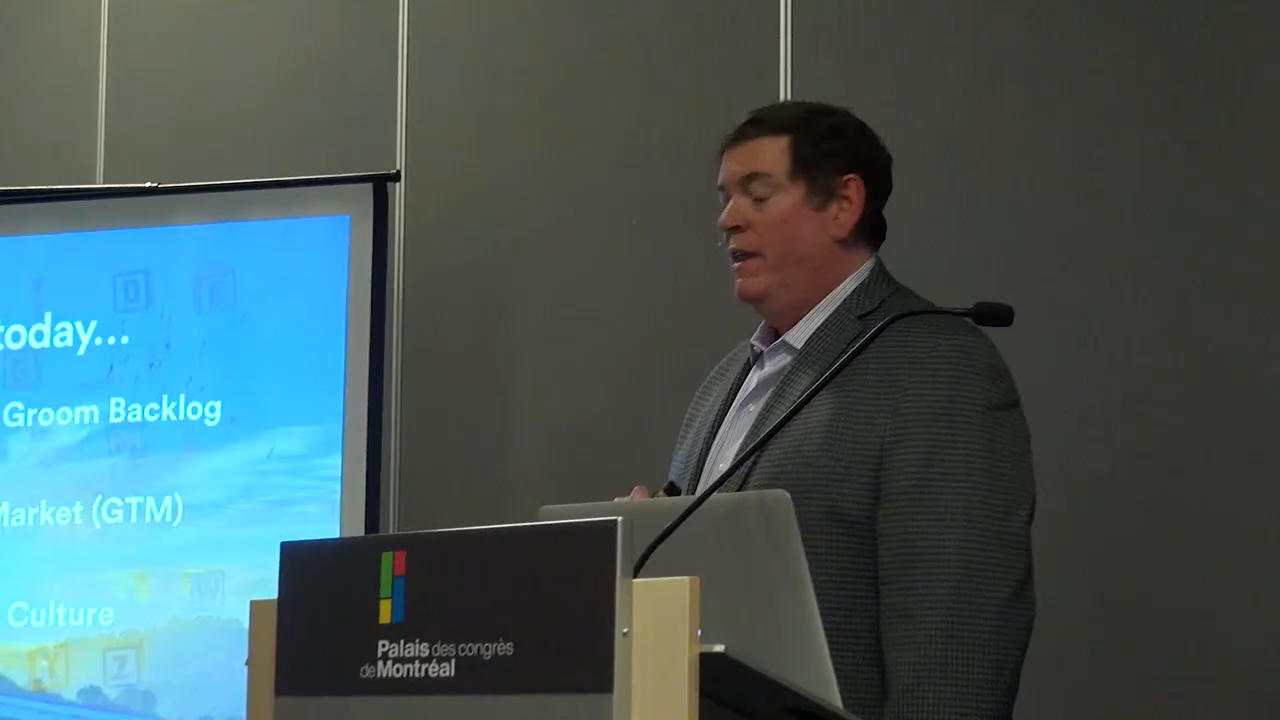 today...
Groom Backlog
Market (GTM)
Culture
D
E
G
W
Z
Palais des congrès
de Montréal